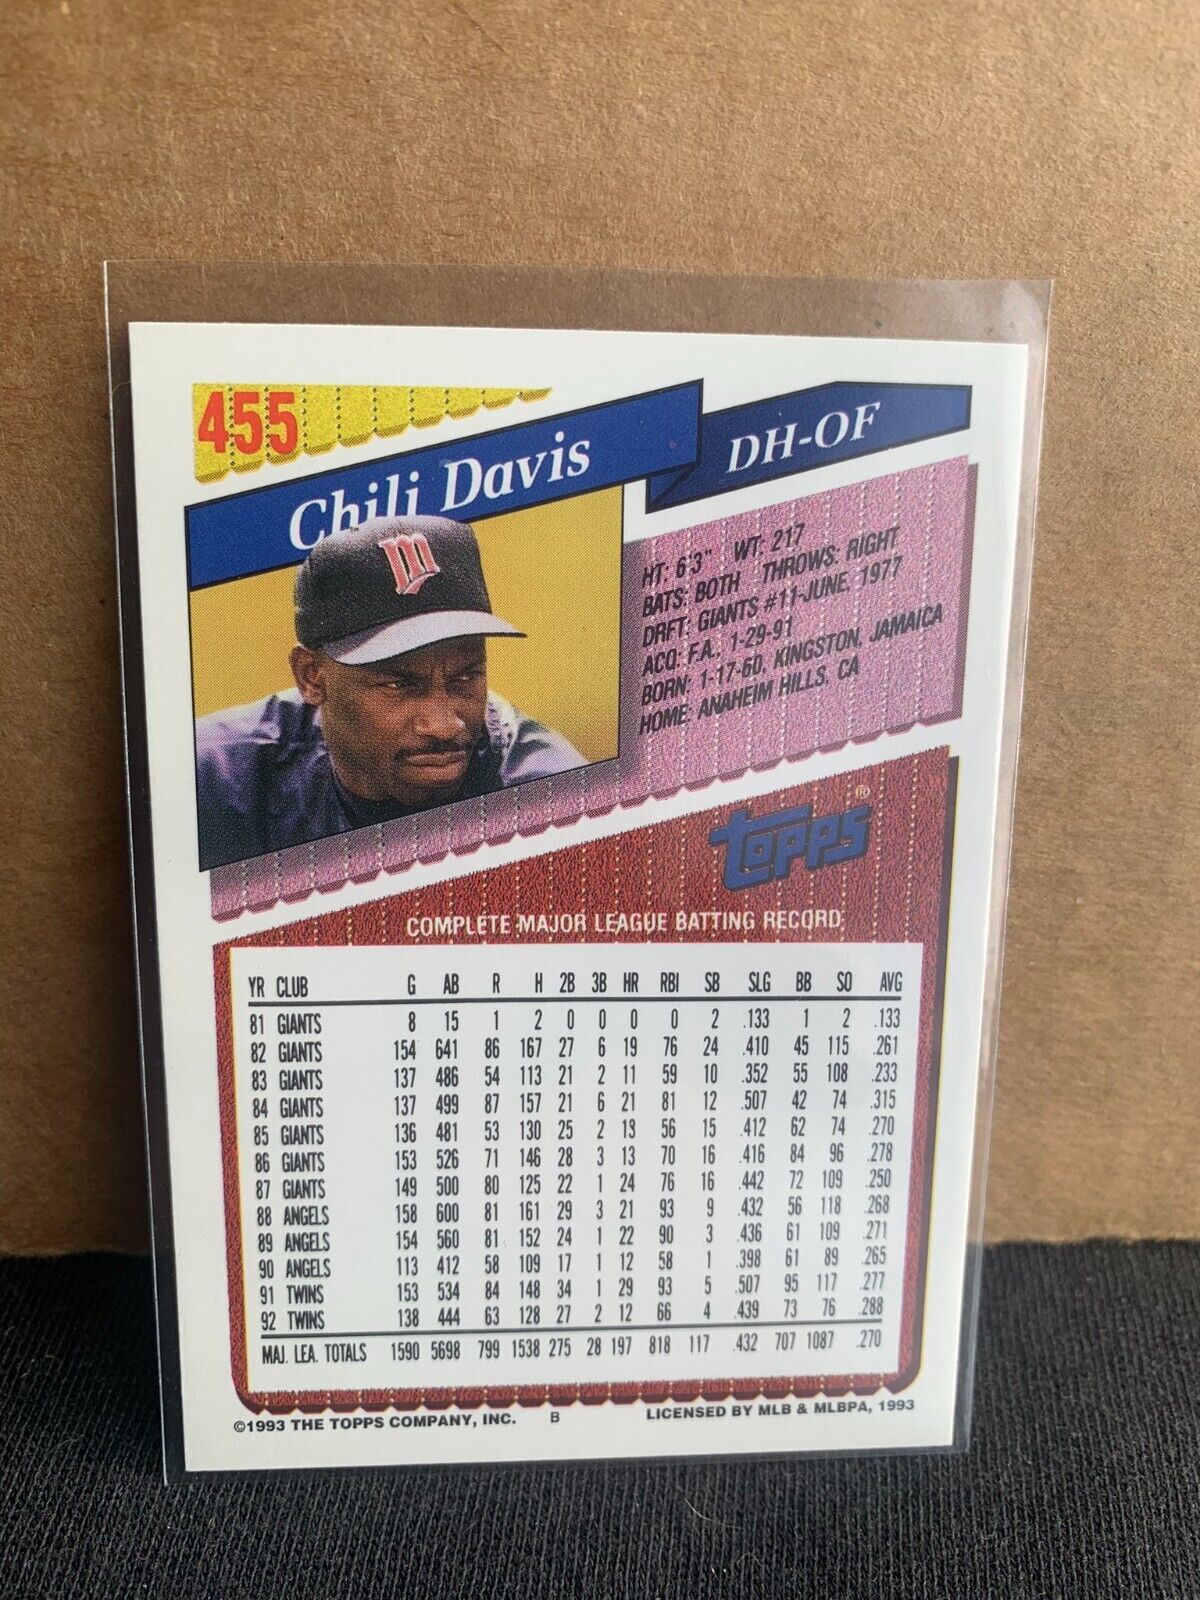 455
Chili Davis
DH-OF
HT: 6'3" WT: 217
BATS: BOTH THROWS: RIGHT
DRFT: GIANTS #11-JUNE, 1977
ACQ: F.A., 1-29-91
BORN: 1-17-60, KINGSTON, JAMAICA
HOME: ANAHEIM HILLS, CA
M
topps®
COMPLETE MAJOR LEAGUE BATTING RECORD
YR CLUB G AB R H 2B 3B HR RBI SB SLG BB SO AVG
81 GIANTS 8 15 1 2 0 0 0 0 2 .133 1 2 .133
82 GIANTS 154 641 86 167 27 6 19 76 24 .410 45 115 .261
83 GIANTS 137 486 54 113 21 2 11 59 10 .352 55 108 .233
84 GIANTS 137 499 87 157 21 6 21 81 12 .507 42 74 .315
85 GIANTS 136 481 53 130 25 2 13 56 15 .412 62 74 .270
86 GIANTS 153 526 71 146 28 3 13 70 16 .416 84 96 .278
87 GIANTS 149 500 80 125 22 1 24 76 16 .442 72 109 .250
88 ANGELS 158 600 81 161 29 3 21 93 9 .432 56 118 .268
89 ANGELS 154 560 81 152 24 1 22 90 3 .436 61 109 .271
90 ANGELS 113 412 58 109 17 1 12 58 1 .398 61 89 .265
91 TWINS 153 534 84 148 34 1 29 93 5 .507 95 117 .277
92 TWINS 138 444 63 128 27 2 12 66 4 .439 73 76 .288
MAJ. LEA. TOTALS 1590 5698 799 1538 275 28 197 818 117 .432 707 1087 .270
©1993 THE TOPPS COMPANY, INC. B LICENSED BY MLB & MLBPA, 1993